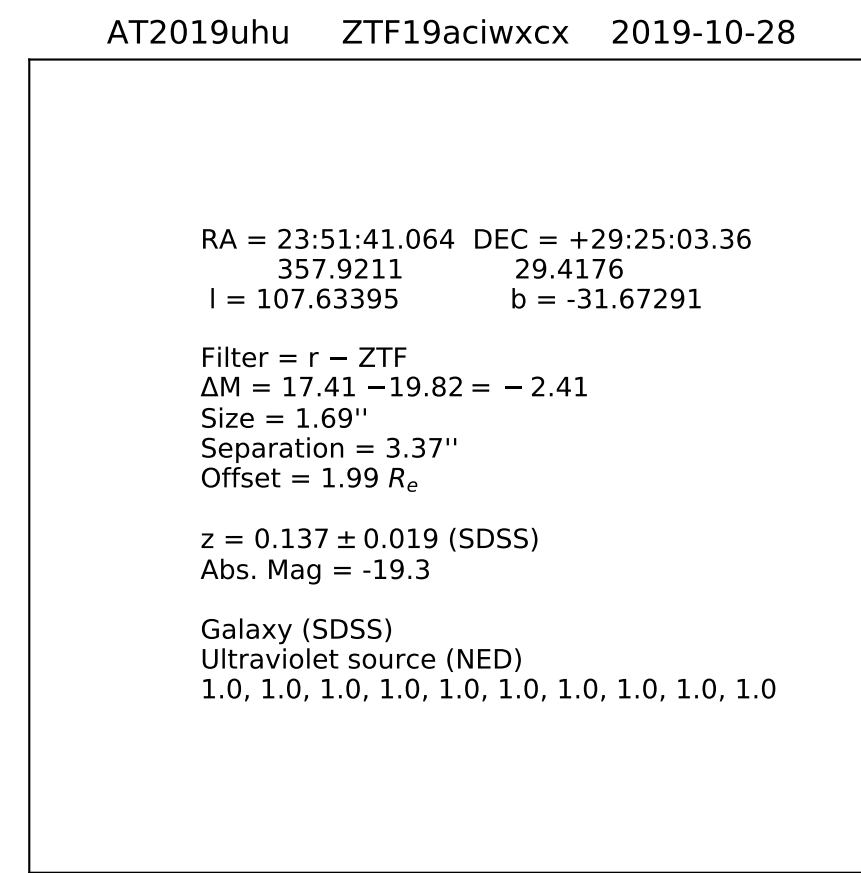 AT2019uhu ZTF19aciwxcx 2019-10-28
RA = 23:51:41.064 DEC = +29:25:03.36
357.9211 29.4176
l = 107.63395 b = -31.67291
Filter = r − ZTF
ΔM = 17.41 −19.82 = − 2.41
Size = 1.69''
Separation = 3.37''
Offset = 1.99 Rₑ
z = 0.137 ± 0.019 (SDSS)
Abs. Mag = -19.3
Galaxy (SDSS)
Ultraviolet source (NED)
1.0, 1.0, 1.0, 1.0, 1.0, 1.0, 1.0, 1.0, 1.0, 1.0